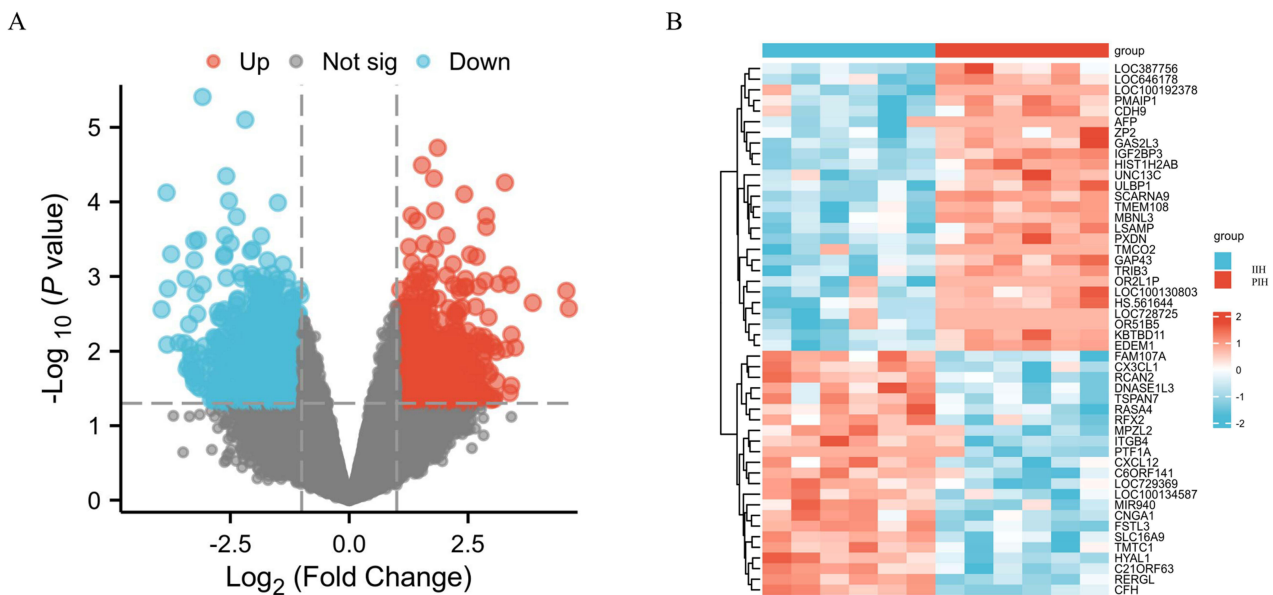 A
Up Not sig Down
-Log 10 (P value)
5
4
3
2
1
0
-2.5 0.0 2.5
Log2 (Fold Change)
B
group
LOC387756
LOC646178
LOC100192378
PMAIP1
CDH9
AFP
ZP2
GAS2L3
IGF2BP3
HIST1H2AB
UNC13C
ULBP1
SCARNA9
TMEM108
MBNL3
LSAMP
PXDN
TMCO2
GAP43
TRIB3
OR2L1P
LOC100130803
HS.561644
LOC728725
OR51B5
KBTBD11
EDEM1
FAM107A
CX3CL1
RCAN2
DNASE1L3
TSPAN7
RASA4
RFX2
MPZL2
ITGB4
PTF1A
CXCL12
C6ORF141
LOC729369
LOC100134587
MIR940
CNGA1
FSTL3
SLC16A9
TMTC1
HYAL1
C21ORF63
RERGL
CFH
group
IIH
PIH
2
1
0
-1
-2